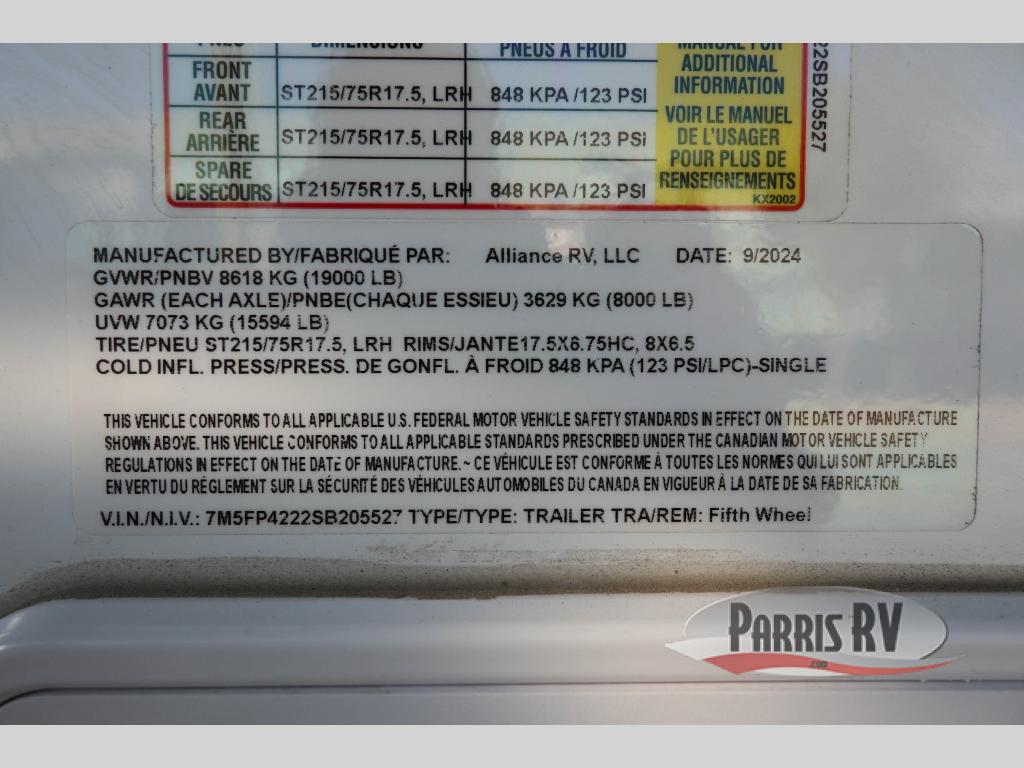 PNEU DIMENSIONS PNEUS À FROID
MANUAL FOR
ADDITIONAL
INFORMATION
FRONT
AVANT ST215/75R17.5, LRH 848 KPA /123 PSI
REAR
ARRIÈRE ST215/75R17.5, LRH 848 KPA /123 PSI
SPARE
DE SECOURS ST215/75R17.5, LRH 848 KPA /123 PSI
VOIR LE MANUEL
DE L'USAGER
POUR PLUS DE
RENSEIGNEMENTS
KX2002
22SB205527
MANUFACTURED BY/FABRIQUÉ PAR: Alliance RV, LLC DATE: 9/2024
GVWR/PNBV 8618 KG (19000 LB)
GAWR (EACH AXLE)/PNBE(CHAQUE ESSIEU) 3629 KG (8000 LB)
UVW 7073 KG (15594 LB)
TIRE/PNEU ST215/75R17.5, LRH RIMS/JANTE17.5X6.75HC, 8X6.5
COLD INFL. PRESS/PRESS. DE GONFL. À FROID 848 KPA (123 PSI/LPC)-SINGLE
THIS VEHICLE CONFORMS TO ALL APPLICABLE U.S. FEDERAL MOTOR VEHICLE SAFETY STANDARDS IN EFFECT ON THE DATE OF MANUFACTURE
SHOWN ABOVE. THIS VEHICLE CONFORMS TO ALL APPLICABLE STANDARDS PRESCRIBED UNDER THE CANADIAN MOTOR VEHICLE SAFETY
REGULATIONS IN EFFECT ON THE DATE OF MANUFACTURE. ~ CE VÉHICULE EST CONFORME À TOUTES LES NORMES QUI LUI SONT APPLICABLES
EN VERTU DU RÉGLEMENT SUR LA SÉCURITÉ DES VÉHICULES AUTOMOBILES DU CANADA EN VIGUEUR À LA DATE DE SA FABRICATION.
V.I.N./N.I.V.: 7M5FP4222SB205527 TYPE/TYPE: TRAILER TRA/REM: Fifth Wheel
PARRIS RV
.com